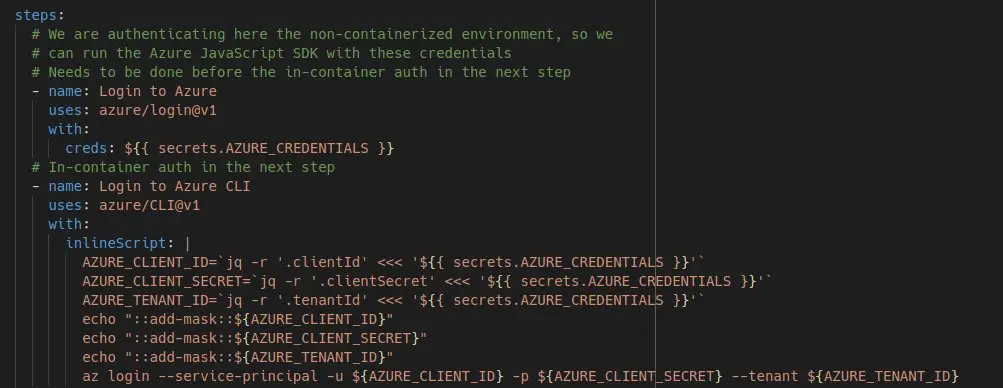 steps:
# We are authenticating here the non-containerized environment, so we
# can run the Azure JavaScript SDK with these credentials
# Needs to be done before the in-container auth in the next step
- name: Login to Azure
uses: azure/login@v1
with:
creds: ${{ secrets.AZURE_CREDENTIALS }}
# In-container auth in the next step
- name: Login to Azure CLI
uses: azure/CLI@v1
with:
inlineScript: |
AZURE_CLIENT_ID=`jq -r '.clientId' <<< '${{ secrets.AZURE_CREDENTIALS }}'`
AZURE_CLIENT_SECRET=`jq -r '.clientSecret' <<< '${{ secrets.AZURE_CREDENTIALS }}'`
AZURE_TENANT_ID=`jq -r '.tenantId' <<< '${{ secrets.AZURE_CREDENTIALS }}'`
echo "::add-mask::${AZURE_CLIENT_ID}"
echo "::add-mask::${AZURE_CLIENT_SECRET}"
echo "::add-mask::${AZURE_TENANT_ID}"
az login --service-principal -u ${AZURE_CLIENT_ID} -p ${AZURE_CLIENT_SECRET} --tenant ${AZURE_TENANT_ID}